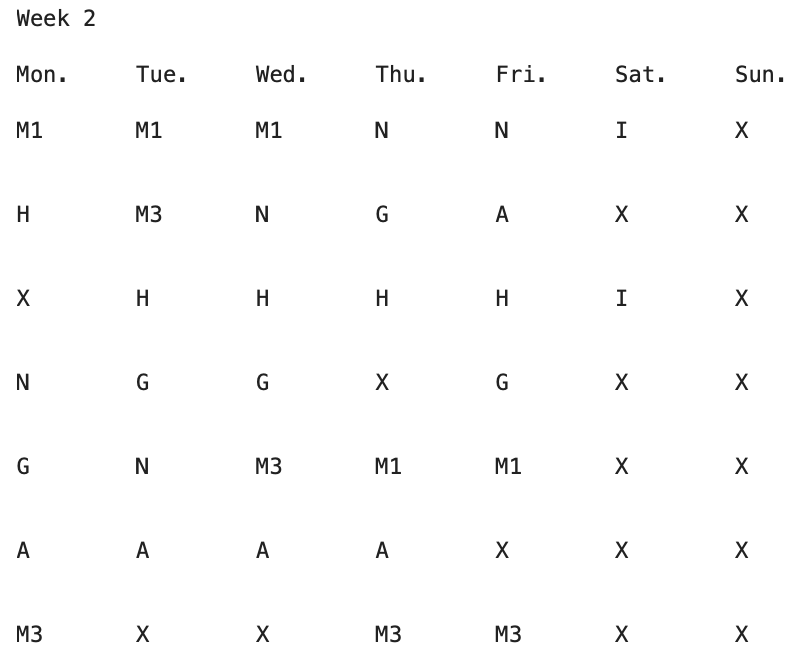 Week 2
Mon. Tue. Wed. Thu. Fri. Sat. Sun.
M1 M1 M1 N N I X
H M3 N G A X X
X H H H H I X
N G G X G X X
G N M3 M1 M1 X X
A A A A X X X
M3 X X M3 M3 X X